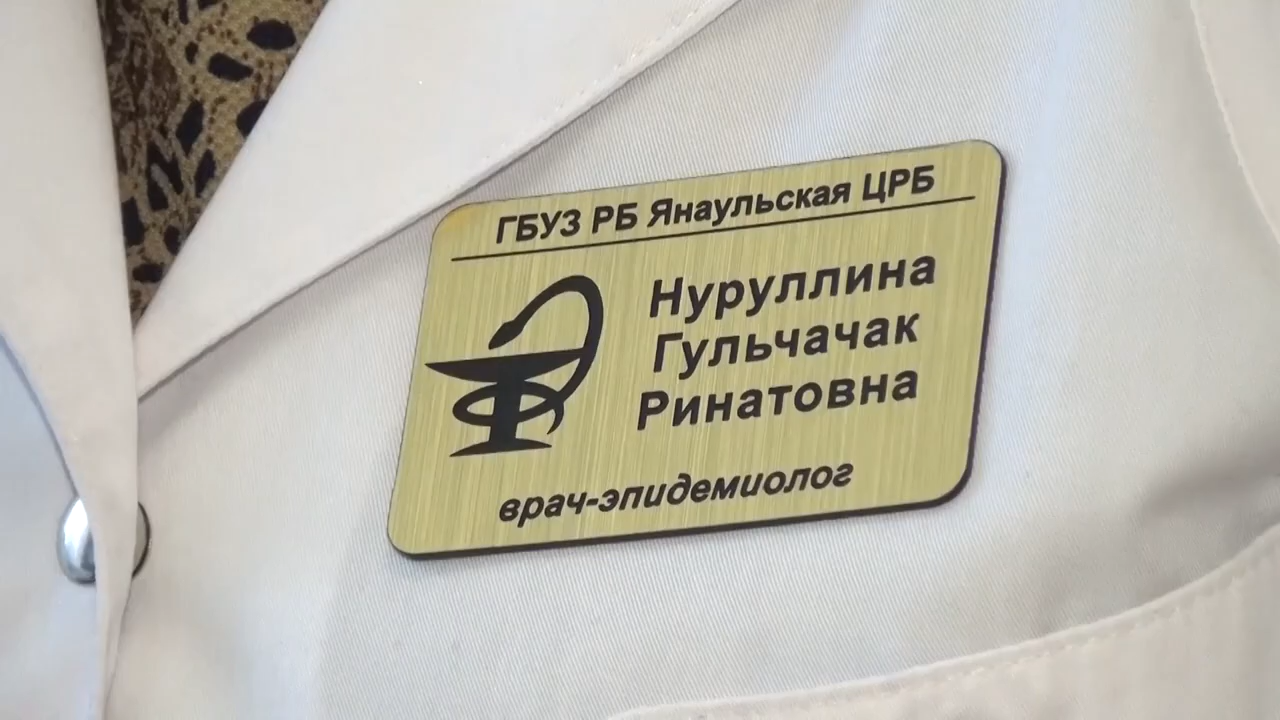 ГБУЗ РБ Янаульская ЦРБ
Нуруллина
Гульчачак
Ринатовна
врач-эпидемиолог